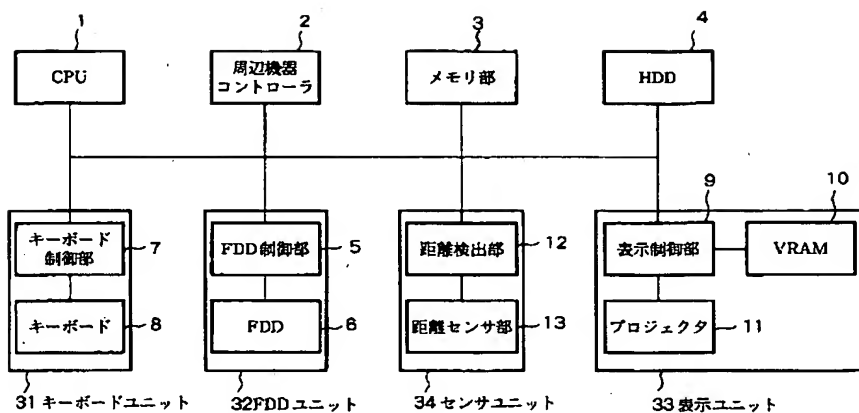 1
2
3
4
CPU
周辺機器
コントローラ
メモリ部
HDD
9
10
キーボード
制御部
7
FDD 制御部
5
距離検出部
12
表示制御部
VRAM
キーボード
8
FDD
6
距離センサ部
13
プロジェクタ
11
31 キーボードユニット
32FDD ユニット
34 センサユニット
33 表示ユニット